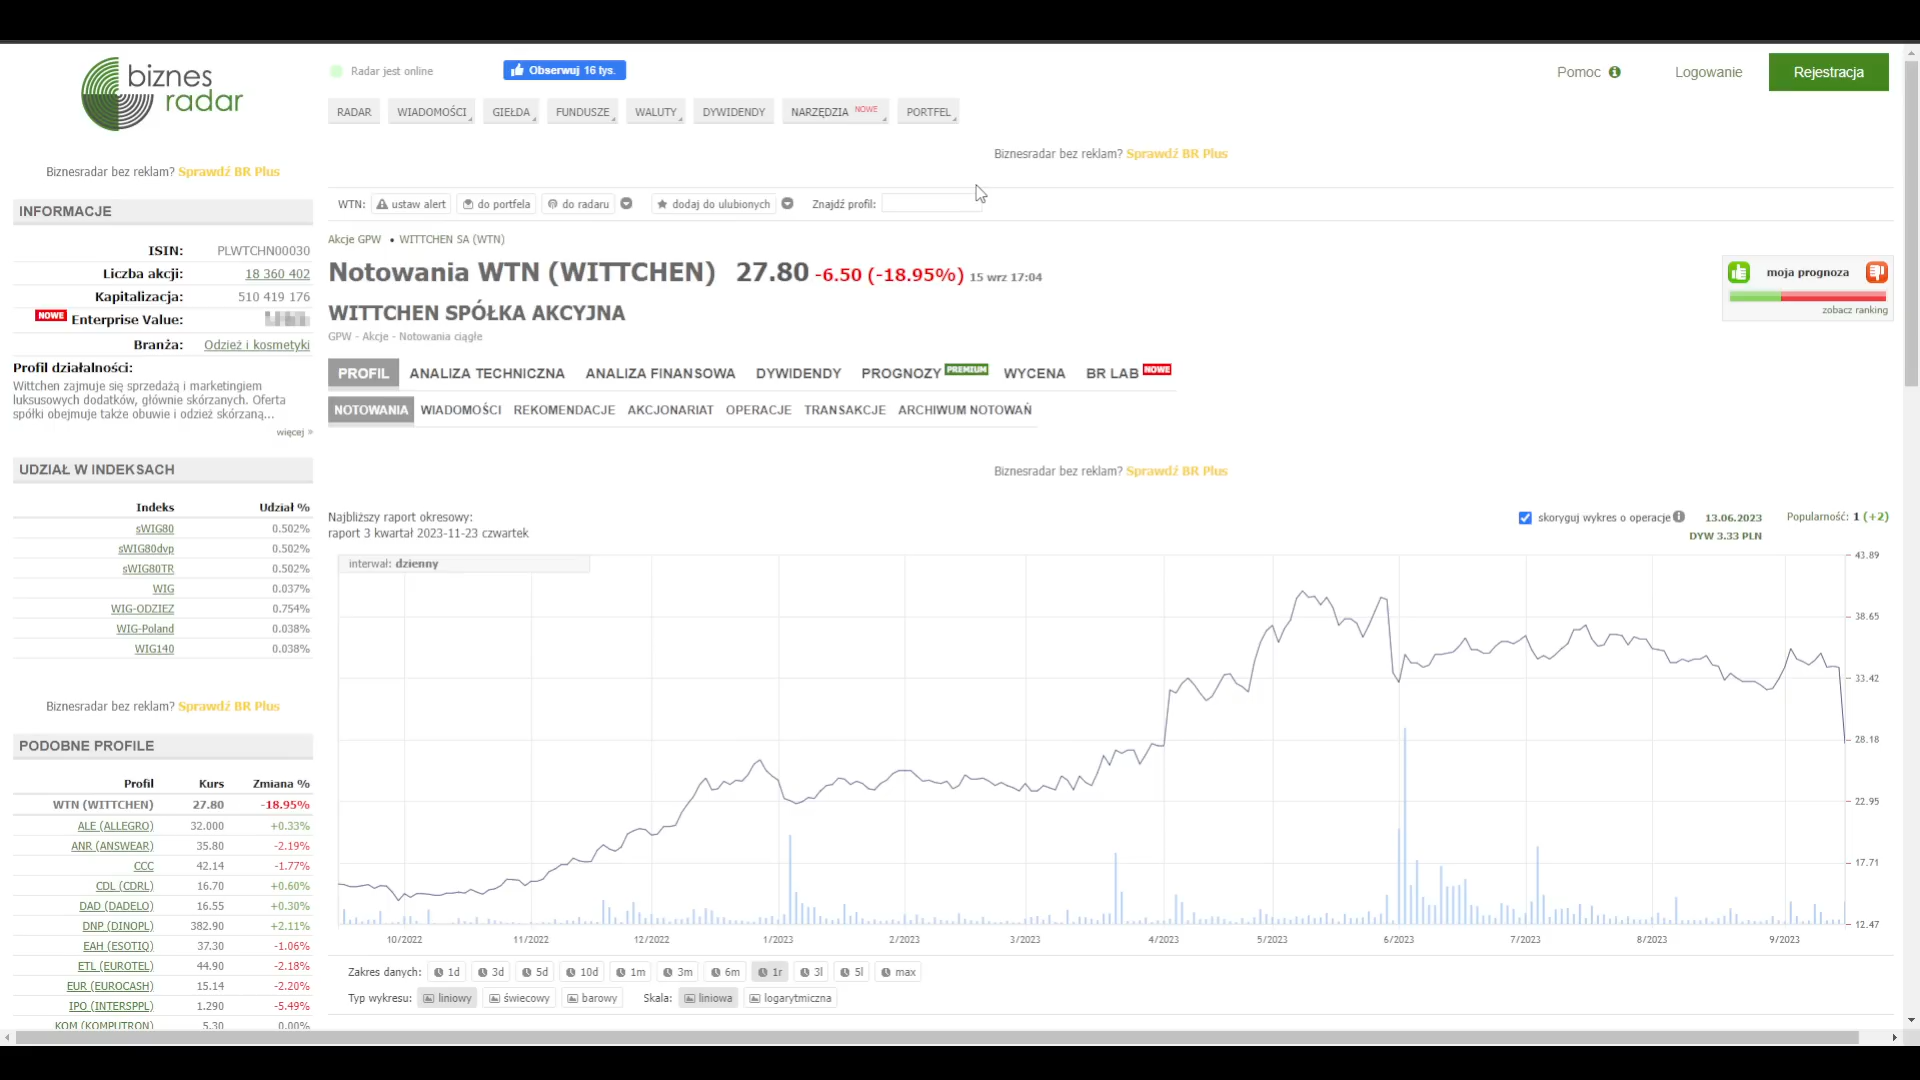 biznes
radar
Radar jest online
Obserwuj 16 tys.
Pomoc
Logowanie
Rejestracja
RADAR WIADOMOŚCI GIEŁDA FUNDUSZE WALUTY DYWIDENDY NARZĘDZIA NOWE PORTFEL
Biznesradar bez reklam? Sprawdź BR Plus
Biznesradar bez reklam? Sprawdź BR Plus
WTN: ustaw alert do portfela do radaru dodaj do ulubionych Znajdź profil:
INFORMACJE
ISIN: PLWTCHN00030
Liczba akcji: 18 360 402
Kapitalizacja: 510 419 176
NOWE Enterprise Value:
Branża: Odzież i kosmetyki
Profil działalności:
Wittchen zajmuje się sprzedażą i marketingiem
luksusowych dodatków, głównie skórzanych. Oferta
spółki obejmuje także obuwie i odzież skórzaną...
więcej »
UDZIAŁ W INDEKSACH
Indeks Udział %
sWIG80 0.502%
sWIG80dvp 0.502%
sWIG80TR 0.502%
WIG 0.037%
WIG-ODZIEZ 0.754%
WIG-Poland 0.038%
WIG140 0.038%
Biznesradar bez reklam? Sprawdź BR Plus
PODOBNE PROFILE
Profil Kurs Zmiana %
WTN (WITTCHEN) 27.80 -18.95%
ALE (ALLEGRO) 32.000 +0.33%
ANR (ANSWEAR) 35.80 -2.19%
CCC 42.14 -1.77%
CDL (CDRL) 16.70 +0.60%
DAD (DADELO) 16.55 +0.30%
DNP (DINOPL) 382.90 +2.11%
EAH (ESOTIQ) 37.30 -1.06%
ETL (EUROTEL) 44.90 -2.18%
EUR (EUROCASH) 15.14 -2.20%
IPO (INTERSPPL) 1.290 -5.49%
KOM (KOMPUTRON) 5.30 0.00%
Akcje GPW • WITTCHEN SA (WTN)
Notowania WTN (WITTCHEN) 27.80 -6.50 (-18.95%) 15 wrz 17:04
WITTCHEN SPÓŁKA AKCYJNA
GPW - Akcje - Notowania ciągłe
moja prognoza
zobacz ranking
PROFIL ANALIZA TECHNICZNA ANALIZA FINANSOWA DYWIDENDY PROGNOZY PREMIUM WYCENA BR LAB NOWE
NOTOWANIA WIADOMOŚCI REKOMENDACJE AKCJONARIAT OPERACJE TRANSAKCJE ARCHIWUM NOTOWAŃ
Biznesradar bez reklam? Sprawdź BR Plus
Najbliższy raport okresowy:
raport 3 kwartał 2023-11-23 czwartek
skoryguj wykres o operacje 13.06.2023 Popularność: 1 (+2)
DYW 3.33 PLN
interwał: dzienny
43.89
38.65
33.42
28.18
22.95
17.71
12.47
10/2022 11/2022 12/2022 1/2023 2/2023 3/2023 4/2023 5/2023 6/2023 7/2023 8/2023 9/2023
Zakres danych: 1d 3d 5d 10d 1m 3m 6m 1r 3l 5l max
Typ wykresu: liniowy świecowy barowy Skala: liniowa logarytmiczna